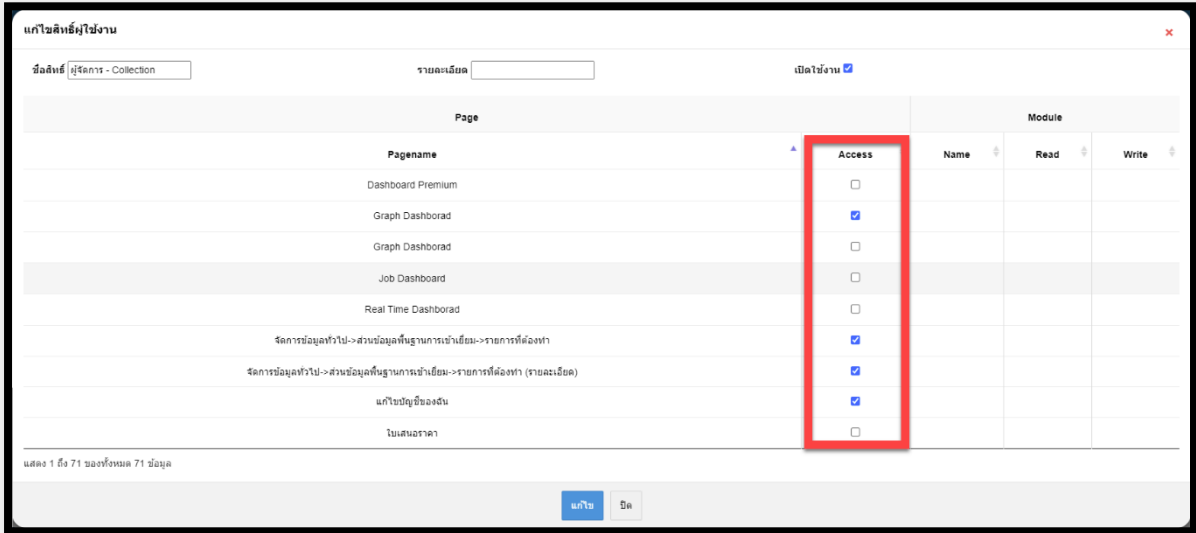 แก้ไขสิทธิ์ผู้ใช้งาน
ชื่อสิทธิ์ ผู้จัดการ - Collection รายละเอียด เปิดใช้งาน
Page Module
Pagename Access Name Read Write
Dashboard Premium
Graph Dashborad
Graph Dashborad
Job Dashboard
Real Time Dashborad
จัดการข้อมูลทั่วไป->ส่วนข้อมูลพื้นฐานการเข้าเยี่ยม->รายการที่ต้องทำ
จัดการข้อมูลทั่วไป->ส่วนข้อมูลพื้นฐานการเข้าเยี่ยม->รายการที่ต้องทำ (รายละเอียด)
แก้ไขบัญชีของฉัน
ใบเสนอราคา
แสดง 1 ถึง 71 ของทั้งหมด 71 ข้อมูล
แก้ไข ปิด